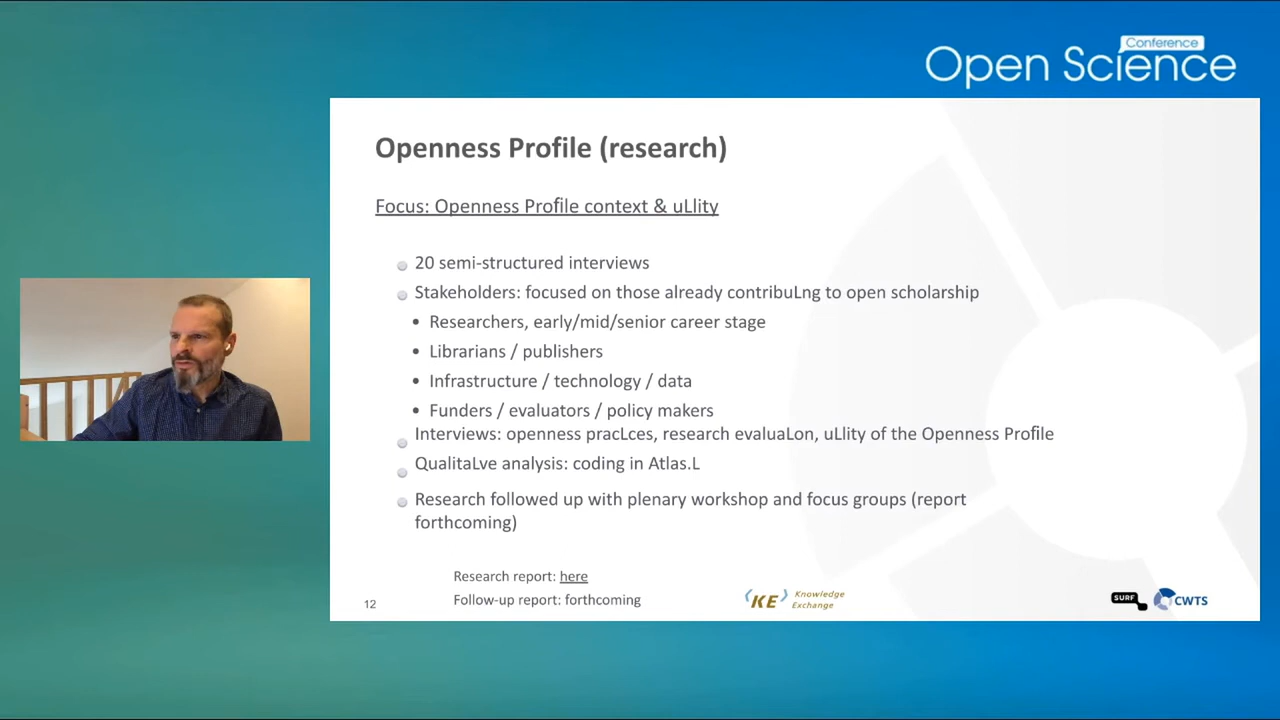 Conference
Open Science
Openness Profile (research)
Focus: Openness Profile context & uLlity
20 semi-structured interviews
Stakeholders: focused on those already contribuLng to open scholarship
• Researchers, early/mid/senior career stage
• Librarians / publishers
• Infrastructure / technology / data
• Funders / evaluators / policy makers
Interviews: openness pracLces, research evaluaLon, uLlity of the Openness Profile
QualitaLve analysis: coding in Atlas.L
Research followed up with plenary workshop and focus groups (report
forthcoming)
Research report: here
Follow-up report: forthcoming
12
KE Knowledge
Exchange
SURF
CWTS